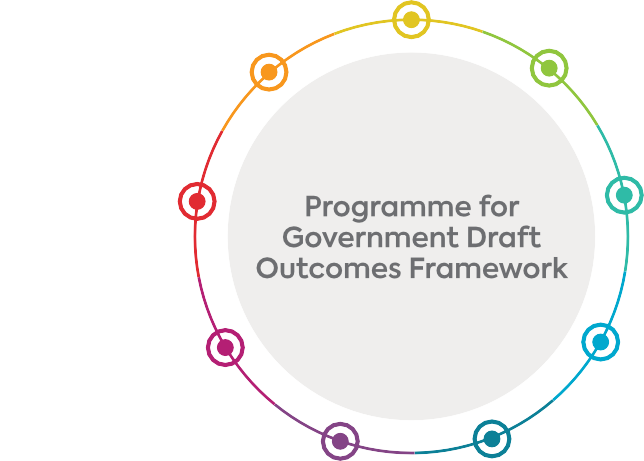 Programme for
Government Draft
Outcomes Framework